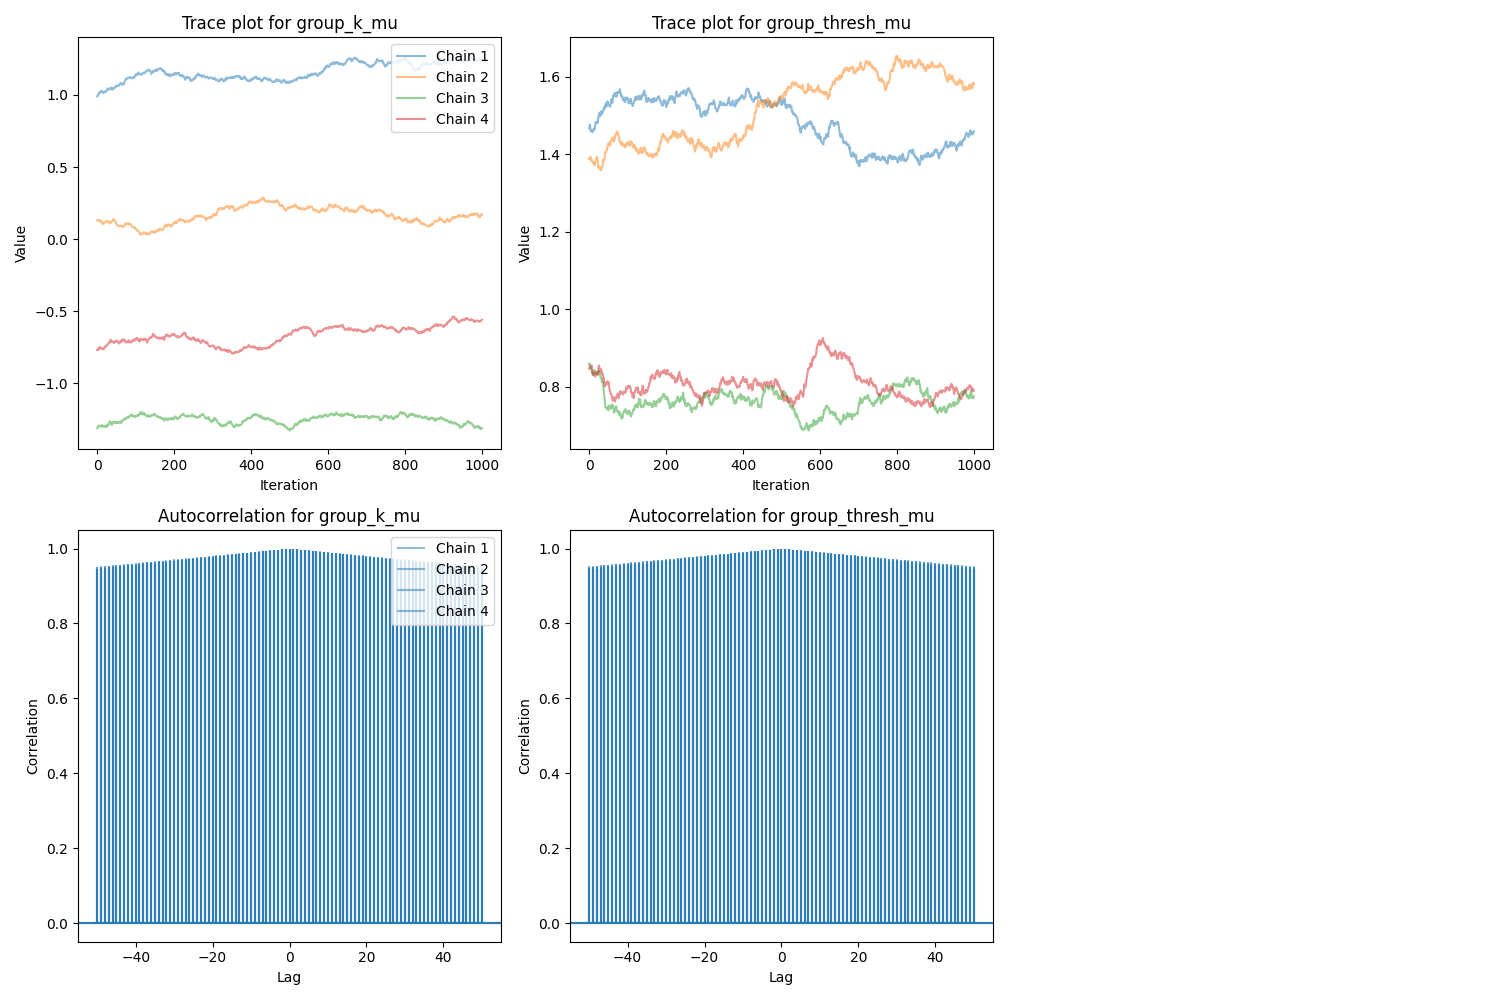 Trace plot for group_k_mu
Chain 1
Chain 2
Chain 3
Chain 4
1.0
0.5
0.0
−0.5
−1.0
Value
0
200
400
600
800
1000
Iteration
Trace plot for group_thresh_mu
1.6
1.4
1.2
1.0
0.8
Value
0
200
400
600
800
1000
Iteration
Autocorrelation for group_k_mu
Chain 1
Chain 2
Chain 3
Chain 4
1.0
0.8
0.6
0.4
0.2
0.0
Correlation
−40
−20
0
20
40
Lag
Autocorrelation for group_thresh_mu
1.0
0.8
0.6
0.4
0.2
0.0
Correlation
−40
−20
0
20
40
Lag